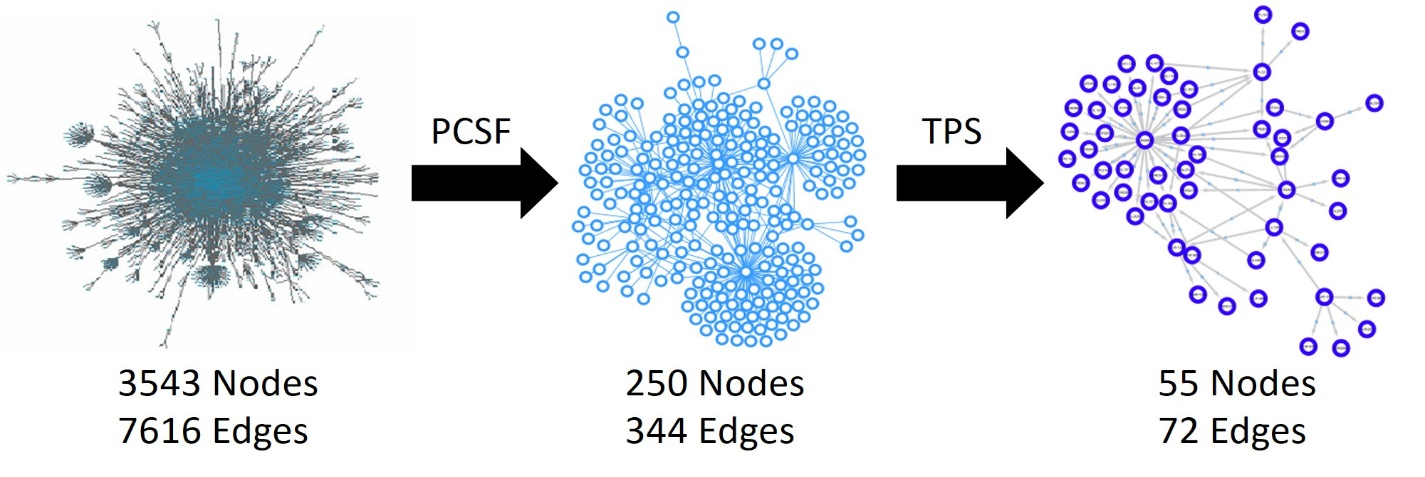 PCSF
TPS
3543 Nodes
7616 Edges
250 Nodes
344 Edges
55 Nodes
72 Edges